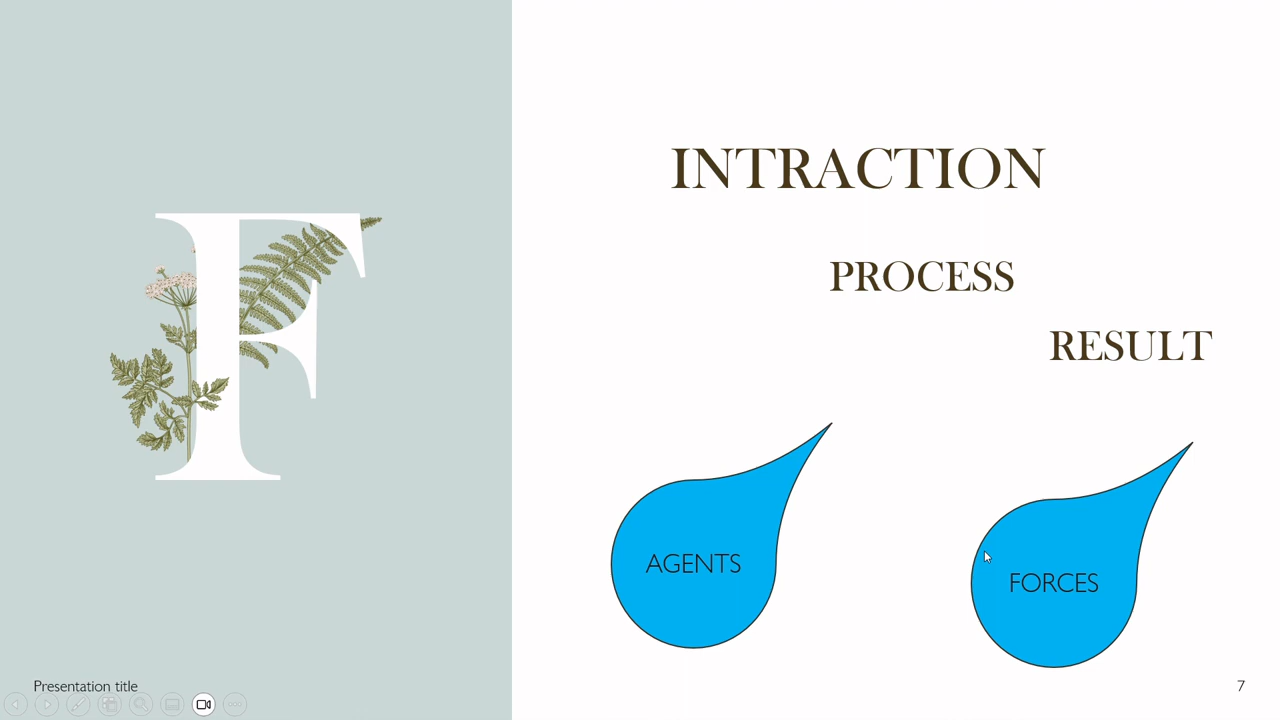 F
INTRACTION
PROCESS
RESULT
AGENTS
FORCES
Presentation title
7